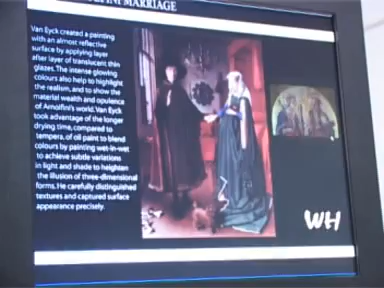 MARRIAGE
Van Eyck created a painting
with an almost reflective
surface by applying layer
after layer of translucent thin
glazes. The intense glowing
colours also help to highlight
the realism, and to show the
material wealth and opulence
of Arnolfini's world. Van Eyck
took advantage of the longer
drying time, compared to
tempera, of oil paint to blend
colours by painting wet-in-wet
to achieve subtle variations
in light and shade to heighten
the illusion of three-dimensional
forms. He carefully distinguished
textures and captured surface
appearance precisely.
WH